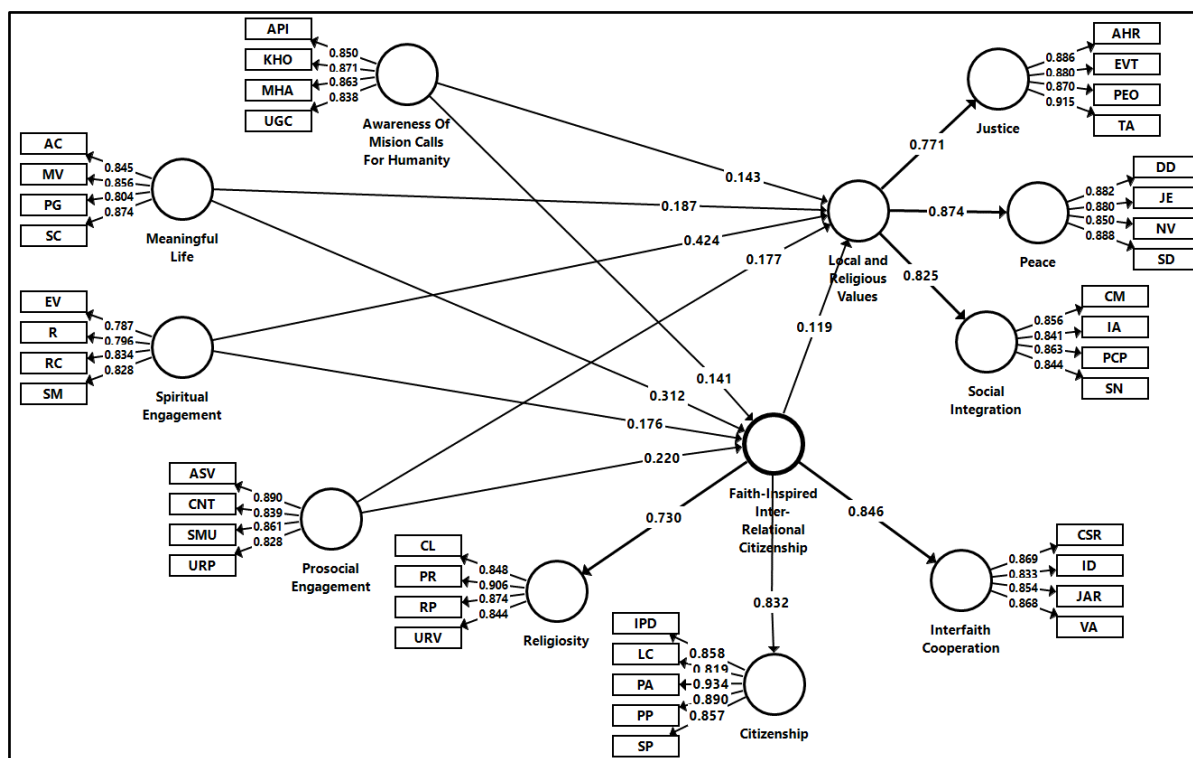 API
KHO
MHA
UGC
0.850
0.871
0.863
0.838
Awareness Of
Mision Calls
For Humanity
AC
MV
PG
SC
0.845
0.856
0.804
0.874
Meaningful
Life
EV
R
RC
SM
0.787
0.796
0.834
0.828
Spiritual
Engagement
ASV
CNT
SMU
URP
0.890
0.839
0.861
0.828
Prosocial
Engagement
0.143
0.187
0.424
0.177
0.119
0.141
0.312
0.176
0.220
Local and
Religious
Values
0.771
0.874
0.825
AHR
EVT
PEO
TA
0.886
0.880
0.870
0.915
Justice
DD
JE
NV
SD
0.882
0.880
0.850
0.888
Peace
CM
IA
PCP
SN
0.856
0.841
0.863
0.844
Social
Integration
Faith-Inspired
Inter-
Relational
Citizenship
0.730
0.832
0.846
CL
PR
RP
URV
0.848
0.906
0.874
0.844
Religiosity
IPD
LC
PA
PP
SP
0.858
0.819
0.934
0.890
0.857
Citizenship
CSR
ID
JAR
VA
0.869
0.833
0.854
0.868
Interfaith
Cooperation